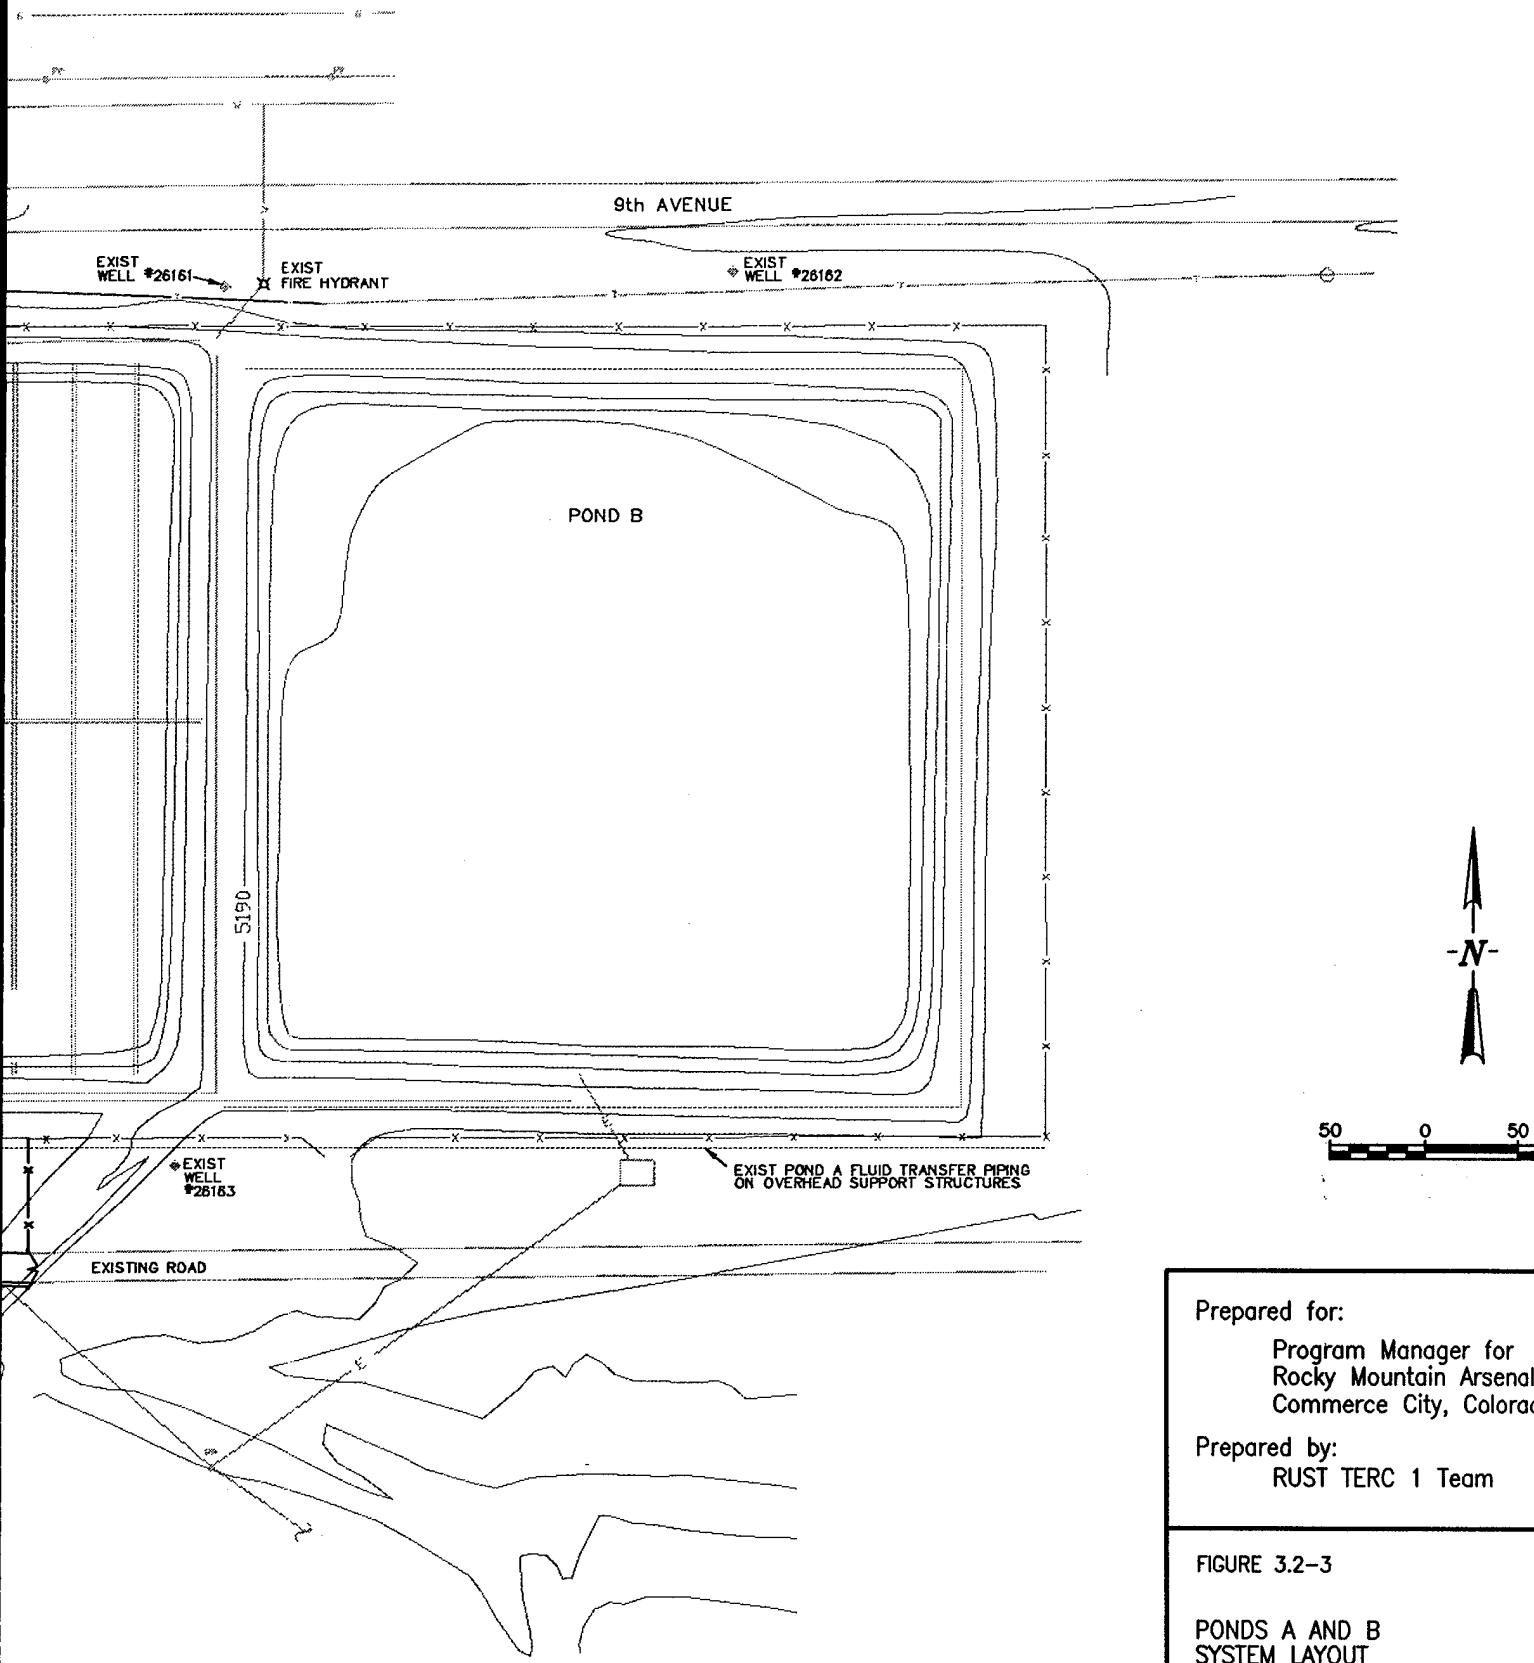 9th AVENUE
EXIST
WELL #26161
EXIST
FIRE HYDRANT
EXIST
WELL #26162
POND B
5190
-N-
50 0 50
EXIST
WELL
#26163
EXIST POND A FLUID TRANSFER PIPING
ON OVERHEAD SUPPORT STRUCTURES
EXISTING ROAD
Prepared for:
Program Manager for
Rocky Mountain Arsenal
Commerce City,
Prepared by:
RUST TERC 1 Team
FIGURE 3.2-3
PONDS A AND B
SYSTEM LAYOUT